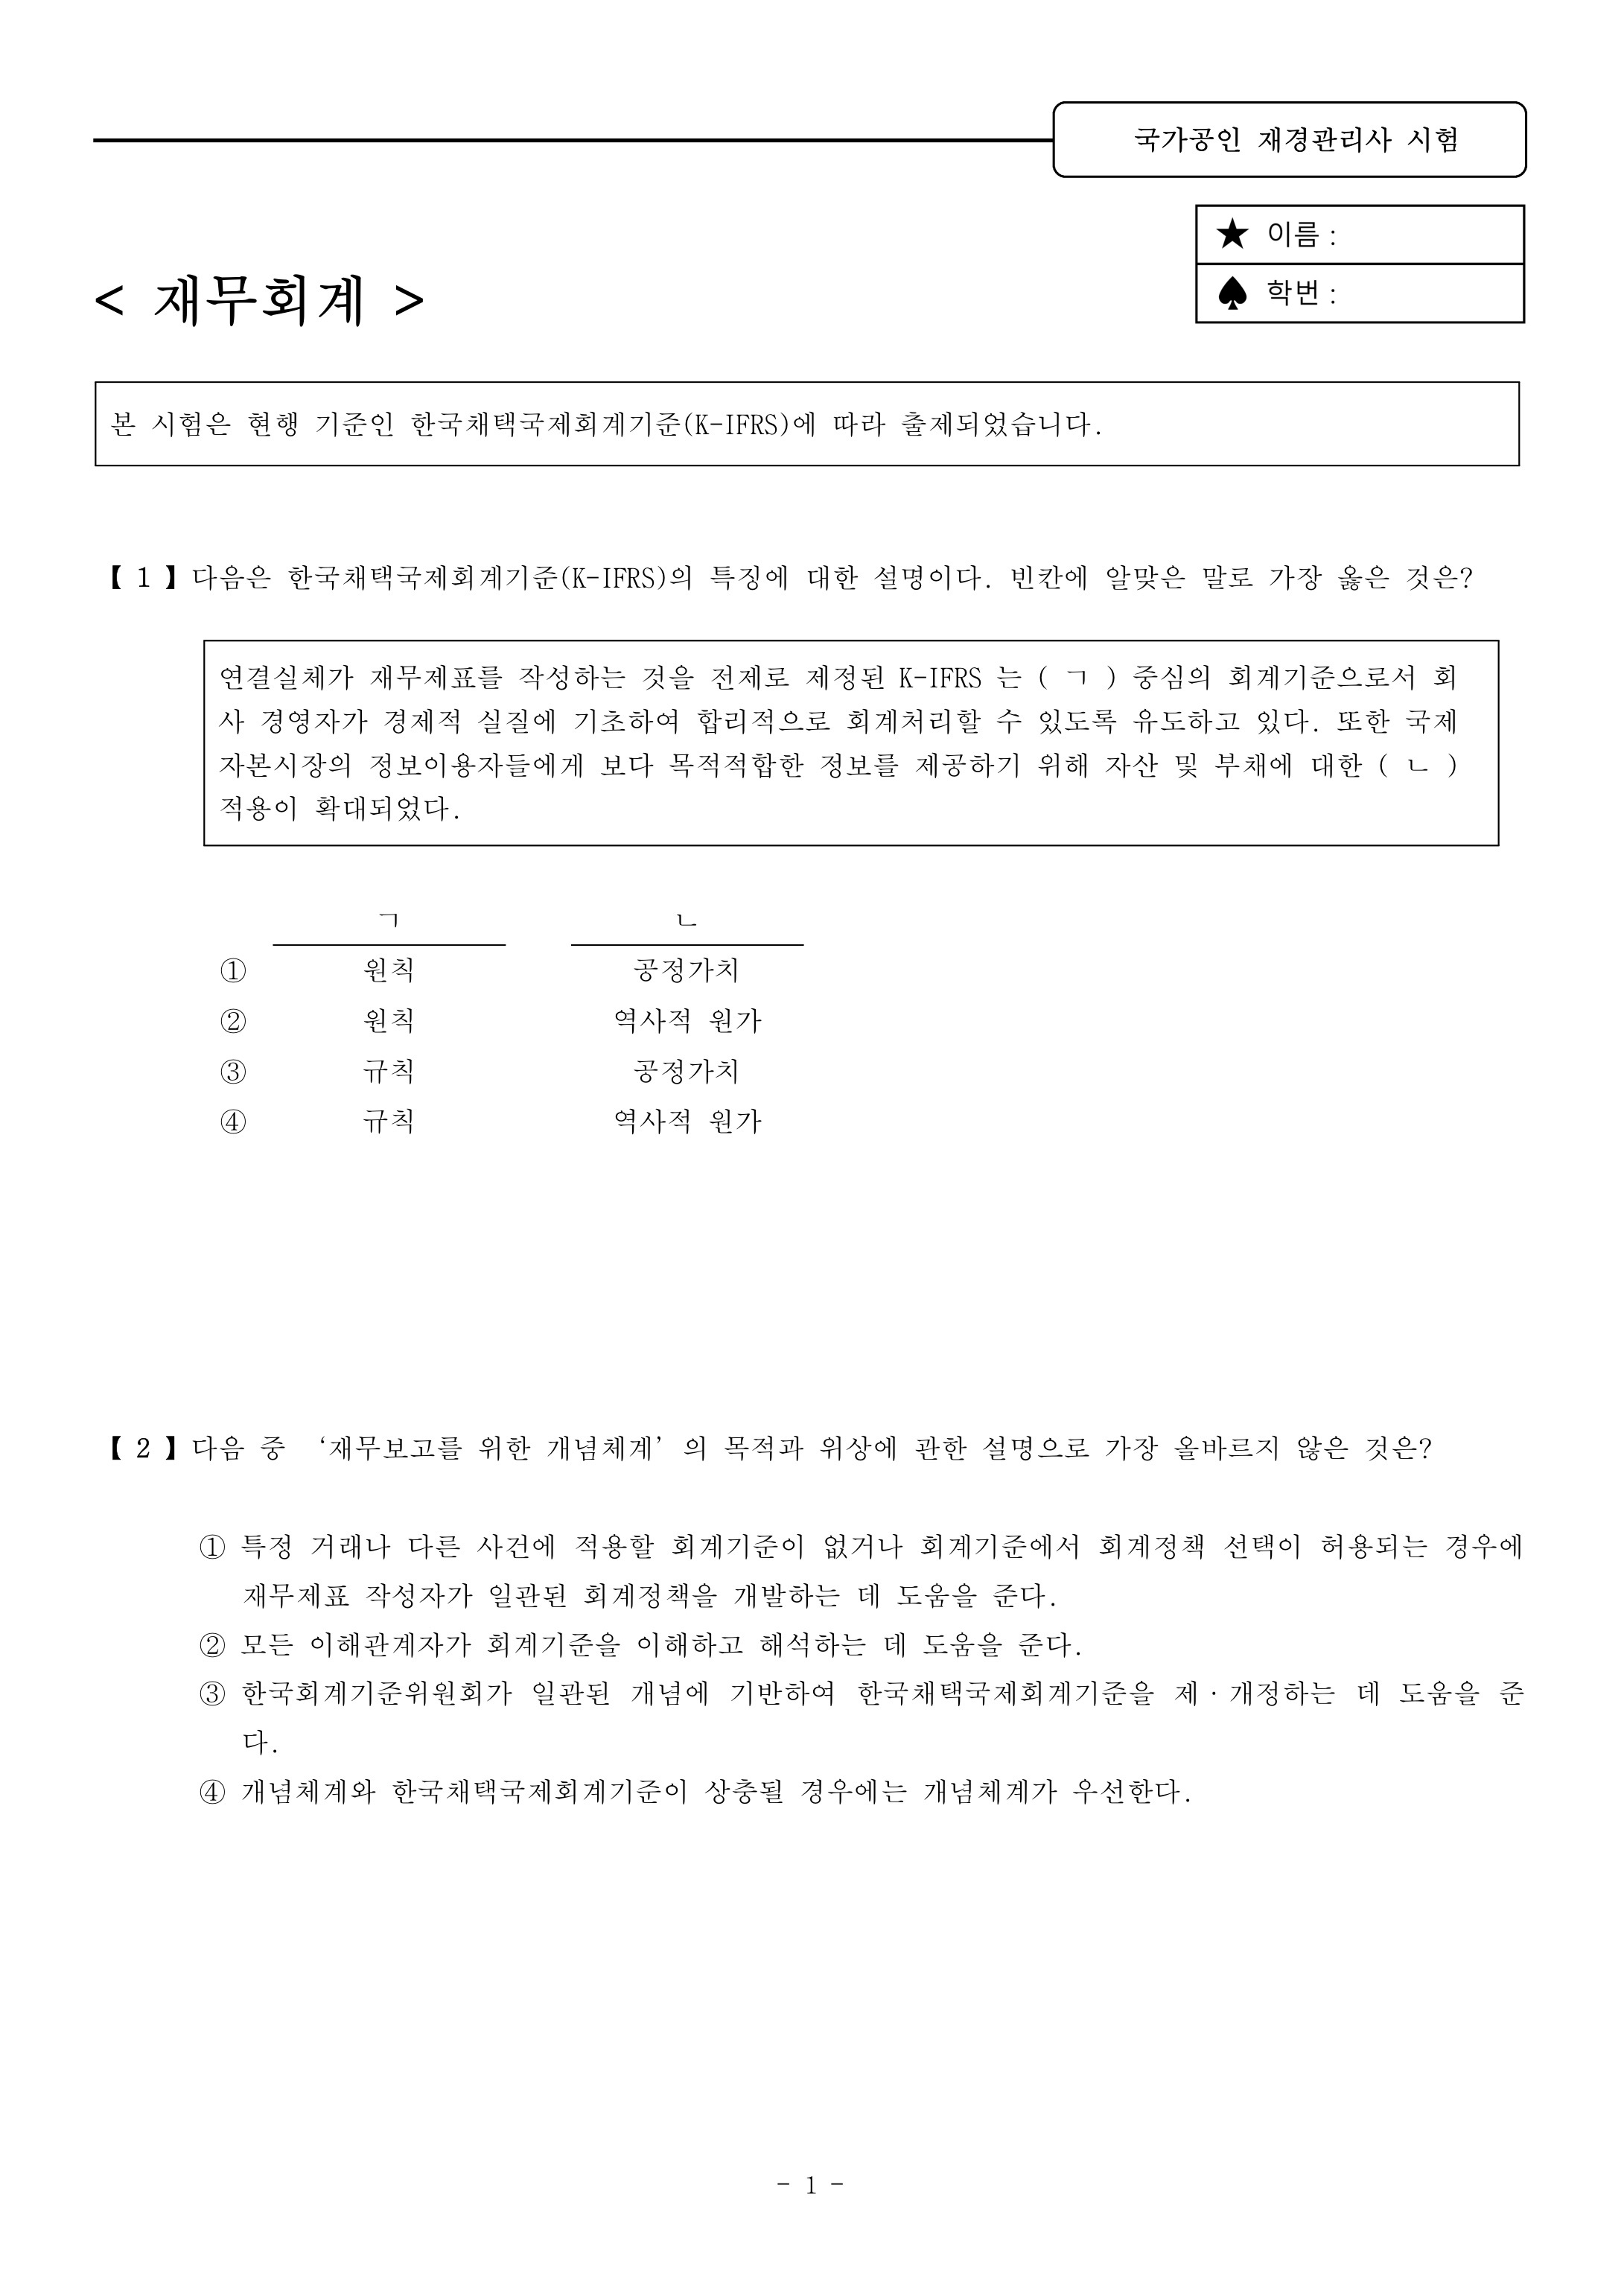 국가공인 재경관리사 시험
★ 이름 :
♠ 학번 :
< 재무회계 >
본 시험은 현행 기준인 한국채택국제회계기준(K-IFRS)에 따라 출제되었습니다.
【 1 】 다음은 한국채택국제회계기준(K-IFRS)의 특징에 대한 설명이다. 빈칸에 알맞은 말로 가장 옳은 것은?
연결실체가 재무제표를 작성하는 것을 전제로 제정된 K-IFRS 는 ( ㄱ ) 중심의 회계기준으로서 회
사 경영자가 경제적 실질에 기초하여 합리적으로 회계처리할 수 있도록 유도하고 있다. 또한 국제
자본시장의 정보이용자들에게 보다 목적적합한 정보를 제공하기 위해 자산 및 부채에 대한 ( ㄴ )
적용이 확대되었다.
ㄱ ㄴ
① 원칙 공정가치
② 원칙 역사적 원가
③ 규칙 공정가치
④ 규칙 역사적 원가
【 2 】 다음 중 ‘재무보고를 위한 개념체계’의 목적과 위상에 관한 설명으로 가장 올바르지 않은 것은?
① 특정 거래나 다른 사건에 적용할 회계기준이 없거나 회계기준에서 회계정책 선택이 허용되는 경우에
재무제표 작성자가 일관된 회계정책을 개발하는 데 도움을 준다.
② 모든 이해관계자가 회계기준을 이해하고 해석하는 데 도움을 준다.
③ 한국회계기준위원회가 일관된 개념에 기반하여 한국채택국제회계기준을 제·개정하는 데 도움을 준
다.
④ 개념체계와 한국채택국제회계기준이 상충될 경우에는 개념체계가 우선한다.
- 1 -